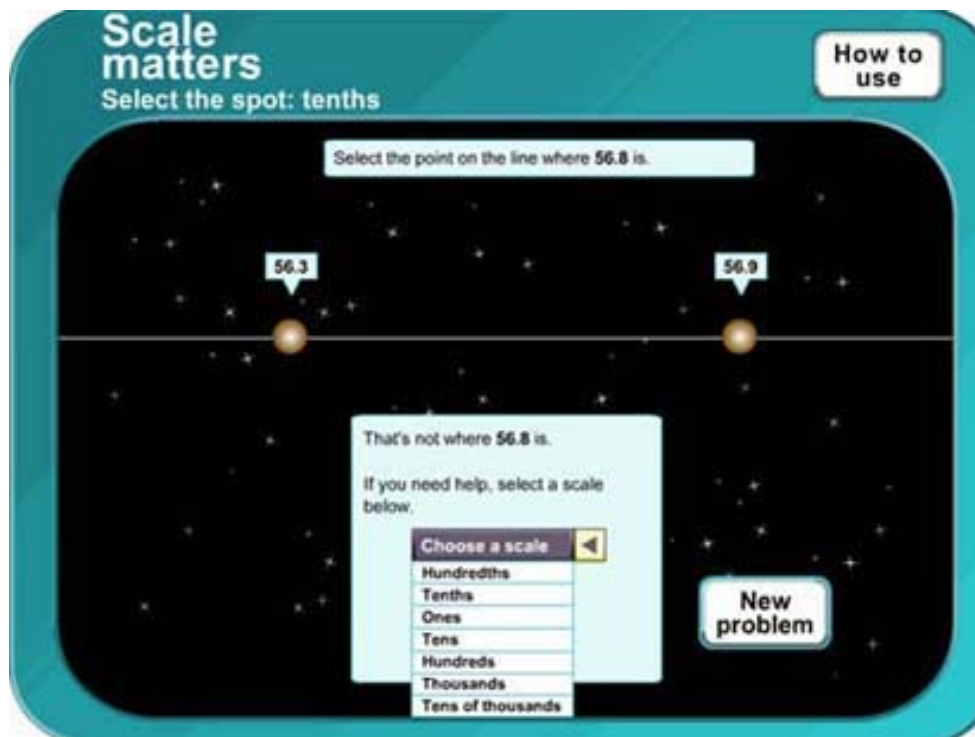 Scale
matters
Select the spot: tenths
How to
use
Select the point on the line where 56.8 is.
56.3
56.9
That's not where 56.8 is.
If you need help, select a scale
below.
Choose a scale
Hundredths
Tenths
Ones
Tens
Hundreds
Thousands
Tens of thousands
New
problem